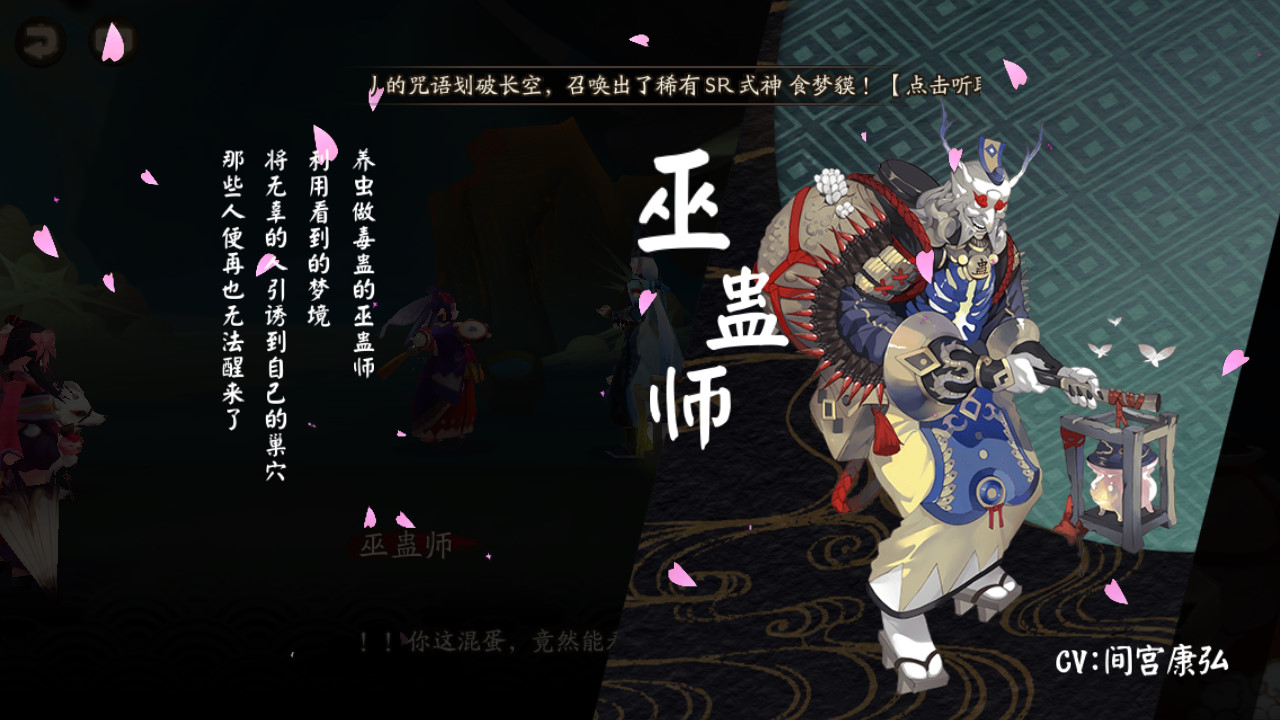 的咒语划破长空，召唤出了稀有SR式神 食梦貘！【点击听
养虫做毒蛊的巫蛊师
利用看到的梦境
将无辜的人引诱到自己的巢穴
那些人便再也无法醒来了
巫蛊师
蛊
巫蛊师
！！你这混蛋，竟然能
CV:间宫康弘